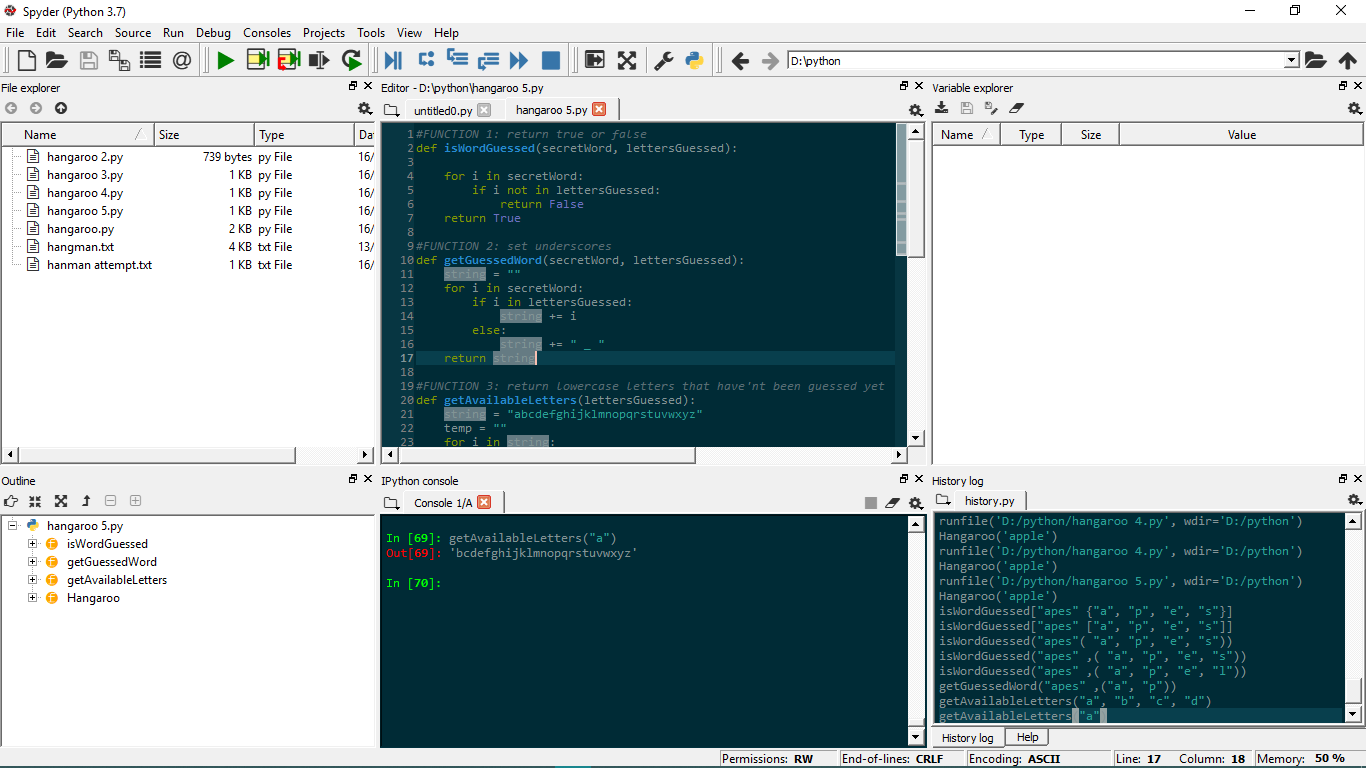 Spyder (Python 3.7)
File Edit Search Source Run Debug Consoles Projects Tools View Help
D:\python
File explorer
Name Size Type Da
hangaroo 2.py 739 bytes py File 16/
hangaroo 3.py 1 KB py File 16/
hangaroo 4.py 1 KB py File 16/
hangaroo 5.py 1 KB py File 16/
hangaroo.py 2 KB py File 16/
hangman.txt 4 KB txt File 13/
hanman attempt.txt 1 KB txt File 16/
Editor - D:\python\hangaroo 5.py
untitled0.py hangaroo 5.py
1 #FUNCTION 1: return true or false
2 def isWordGuessed(secretWord, lettersGuessed):
3
4 for i in secretWord:
5 if i not in lettersGuessed:
6 return False
7 return True
8
9 #FUNCTION 2: set underscores
10 def getGuessedWord(secretWord, lettersGuessed):
11 string = ""
12 for i in secretWord:
13 if i in lettersGuessed:
14 string += i
15 else:
16 string += " _ "
17 return string
18
19 #FUNCTION 3: return lowercase letters that have'nt been guessed yet
20 def getAvailableLetters(lettersGuessed):
21 string = "abcdefghijklmnopqrstuvwxyz"
22 temp = ""
23 for i in string:
Variable explorer
Name Type Size Value
Outline
hangaroo 5.py
isWordGuessed
getGuessedWord
getAvailableLetters
Hangaroo
IPython console
Console 1/A
In [69]: getAvailableLetters("a")
Out[69]: 'bcdefghijklmnopqrstuvwxyz'
In [70]:
History log
history.py
runfile('D:/python/hangaroo 4.py', wdir='D:/python')
Hangaroo('apple')
runfile('D:/python/hangaroo 4.py', wdir='D:/python')
Hangaroo('apple')
runfile('D:/python/hangaroo 5.py', wdir='D:/python')
Hangaroo('apple')
isWordGuessed["apes" {"a", "p", "e", "s"}]
isWordGuessed["apes" ["a", "p", "e", "s"]]
isWordGuessed("apes"( "a", "p", "e", "s"))
isWordGuessed("apes" ,( "a", "p", "e", "s"))
isWordGuessed("apes" ,( "a", "p", "e", "l"))
getGuessedWord("apes" ,("a", "p"))
getAvailableLetters("a", "b", "c", "d")
getAvailableLetters("a")
History log Help
Permissions: RW End-of-lines: CRLF Encoding: ASCII Line: 17 Column: 18 Memory: 50 %